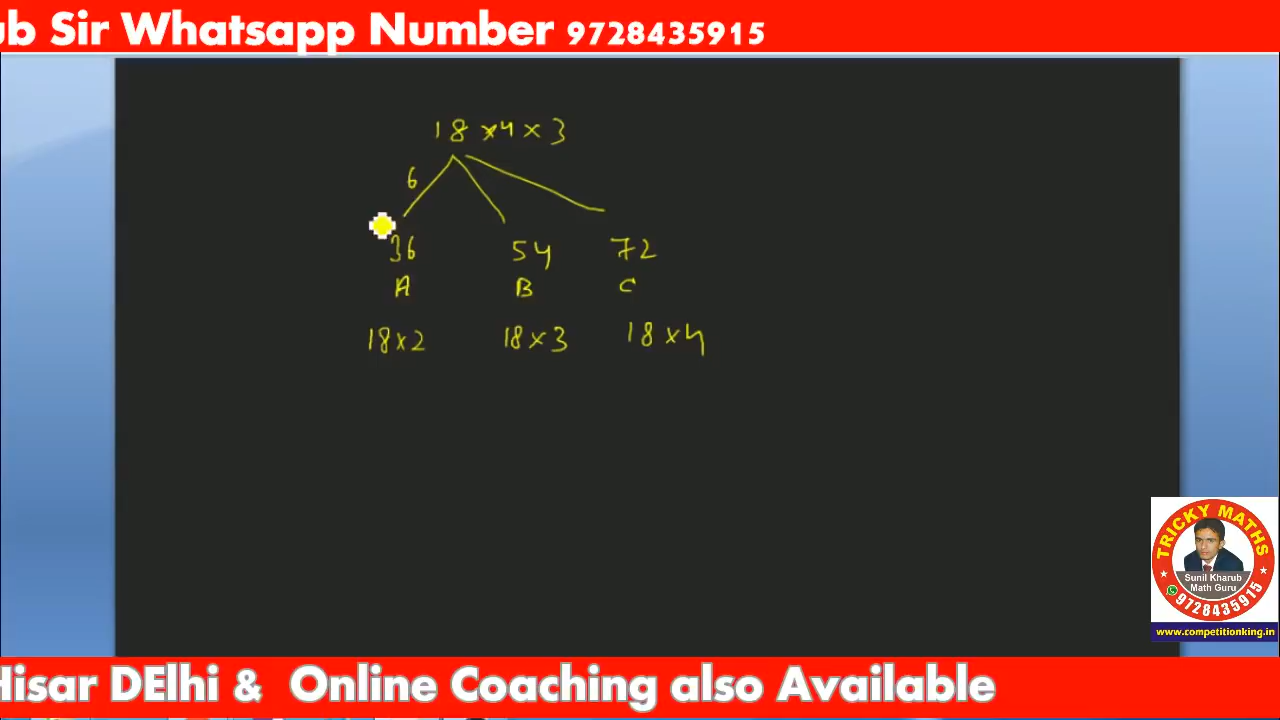 ub Sir Whatsapp Number 9728435915
18 x 4 x 3
6
36 54 72
A B C
18 x 2 18 x 3 18 x 4
TRICKY MATHS
Sunil Kharub
Math Guru
9728435915
www.competitionking.in
Hisar DElhi & Online Coaching also Available